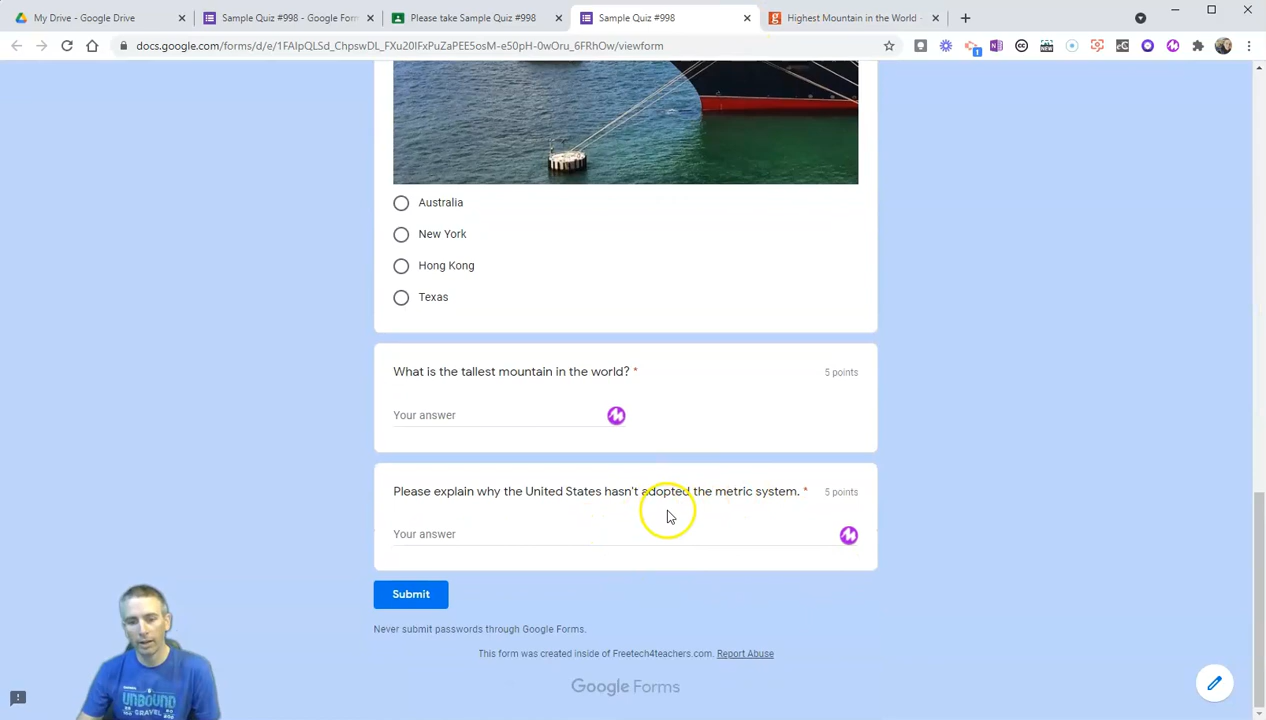 My Drive - Google Drive
Sample Quiz #998 - Google For
Please take Sample Quiz #998
Sample Quiz #998
Highest Mountain in the World -
docs.google.com/forms/d/e/1FAIpQLSd_ChpswDL_FXu20IFxPuZaPEE5osM-e50pH-0wOru_6FRhOw/viewform
Australia
New York
Hong Kong
Texas
What is the tallest mountain in the world? *
5 points
Your answer
Please explain why the United States hasn't adopted the metric system. *
5 points
Your answer
Submit
Never submit passwords through Google Forms.
This form was created inside of Freetech4teachers.com. Report Abuse
Google Forms
UNBOUND
GRAVEL